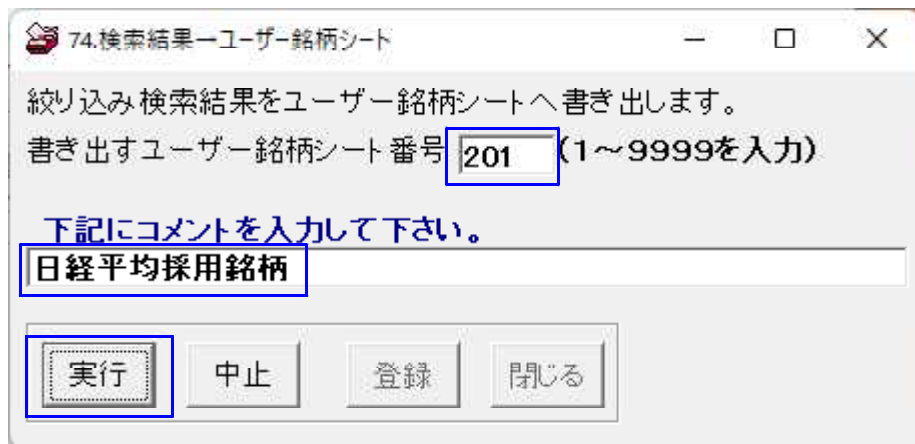 74.検索結果→ユーザー銘柄シート
絞り込み検索結果をユーザー銘柄シートへ書き出します。
書き出すユーザー銘柄シート番号 201 (1～9999を入力)
下記にコメントを入力して下さい。
日経平均採用銘柄
実行 中止 登録 閉じる